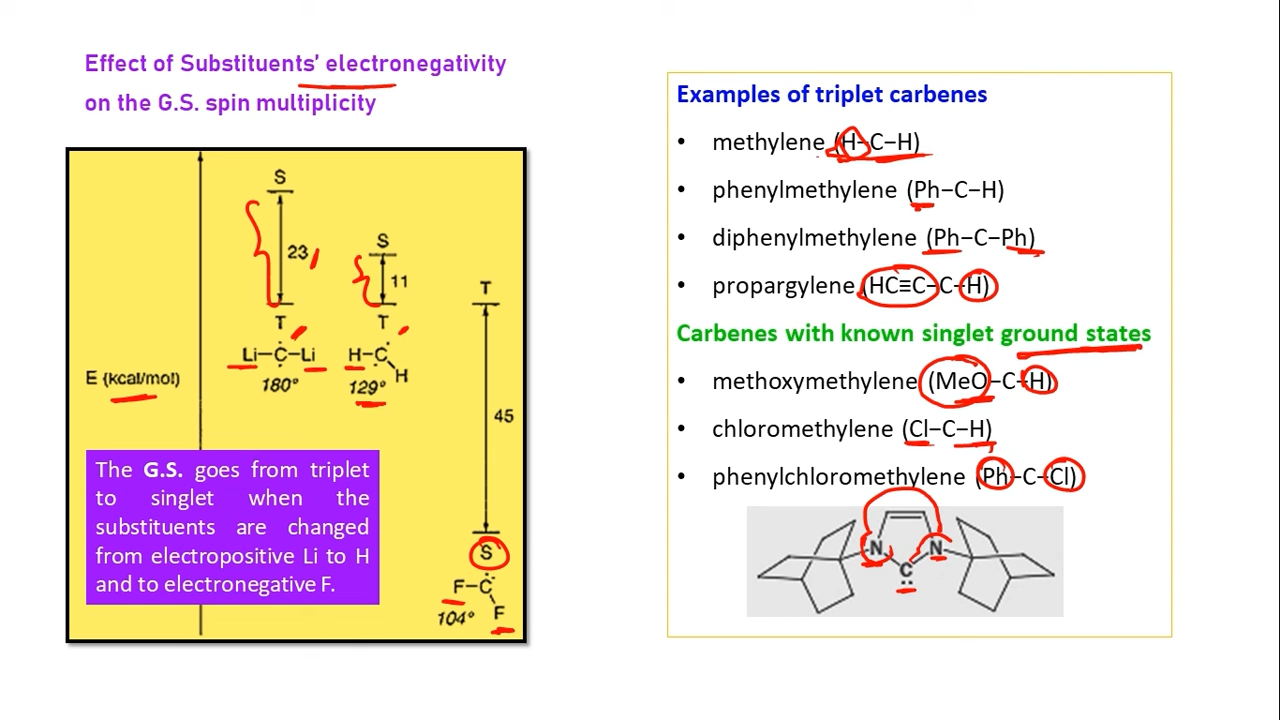 Effect of Substituents’ electronegativity
on the G.S. spin multiplicity
S
23
T
Li−C−Li
180°
S
11
T
H−C
H
129°
T
45
S
F−C
F
104°
E (kcal/mol)
The G.S. goes from triplet
to singlet when the
substituents are changed
from electropositive Li to H
and to electronegative F.
Examples of triplet carbenes
• methylene (H−C−H)
• phenylmethylene (Ph−C−H)
• diphenylmethylene (Ph−C−Ph)
• propargylene (HC≡C−C−H)
Carbenes with known singlet ground states
• methoxymethylene (MeO−C−H)
• chloromethylene (Cl−C−H)
• phenylchloromethylene (Ph−C−Cl)
N N
C